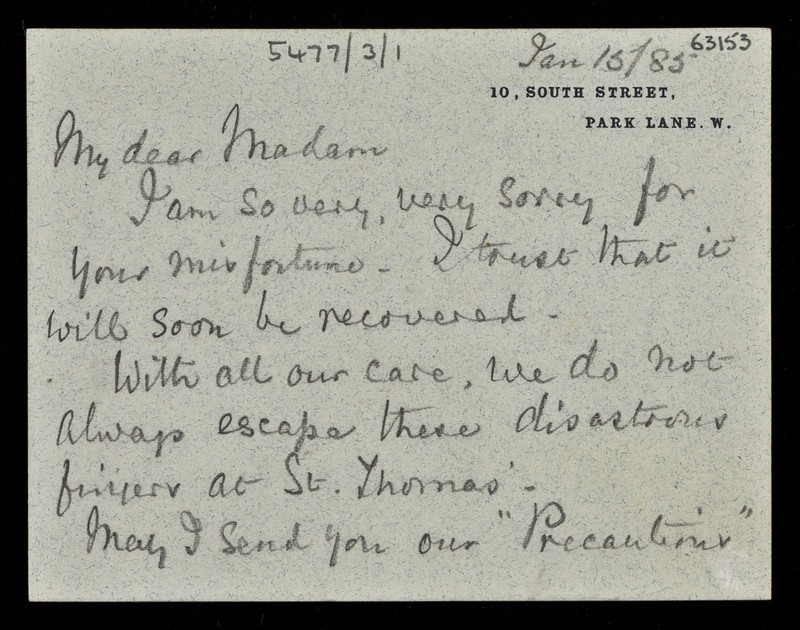 5477/3/1
63153
Jan 15/85
10, SOUTH STREET,
PARK LANE. W.
My dear Madam
I am so very, very sorry for
your misfortune - I trust that it
will soon be recovered -
With all our care, we do not
always escape these disastrous
fingers at St. Thomas' -
May I send you our "Precautions"